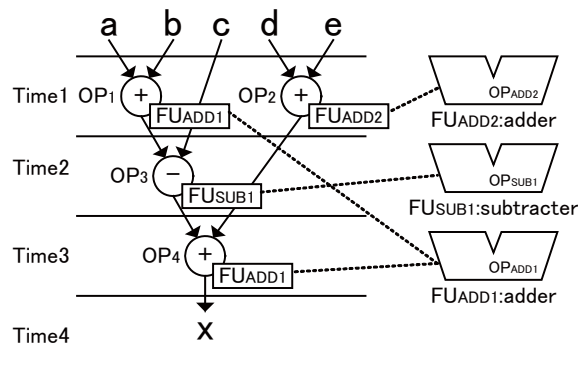 a b c d e
Time1 OP1 + FUADD1 OP2 + FUADD2 OPADD2
FUADD2:adder
Time2 OP3 − FUSUB1 OPSUB1
FUSUB1:subtracter
Time3 OP4 + FUADD1 OPADD1
FUADD1:adder
Time4 x